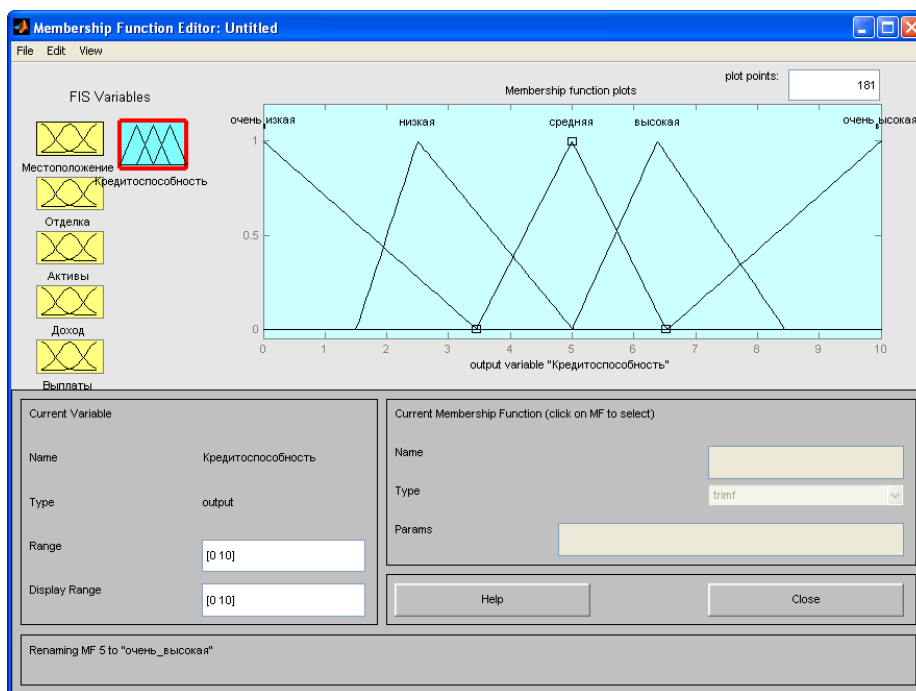 Membership Function Editor: Untitled
File Edit View
FIS Variables
Местоположение
Кредитоспособность
Отделка
Активы
Доход
Выплаты
Membership function plots
plot points:
181
низкая
средняя
высокая
1
0.5
0
0 1 2 3 4 5 6 7 8 9 10
output variable "Кредитоспособность"
Current Variable
Name Кредитоспособность
Type output
Range [0 10]
Display Range [0 10]
Current Membership Function (click on MF to select)
Name
Type trimf
Params
Help
Close
Renaming MF 5 to "очень_высокая"